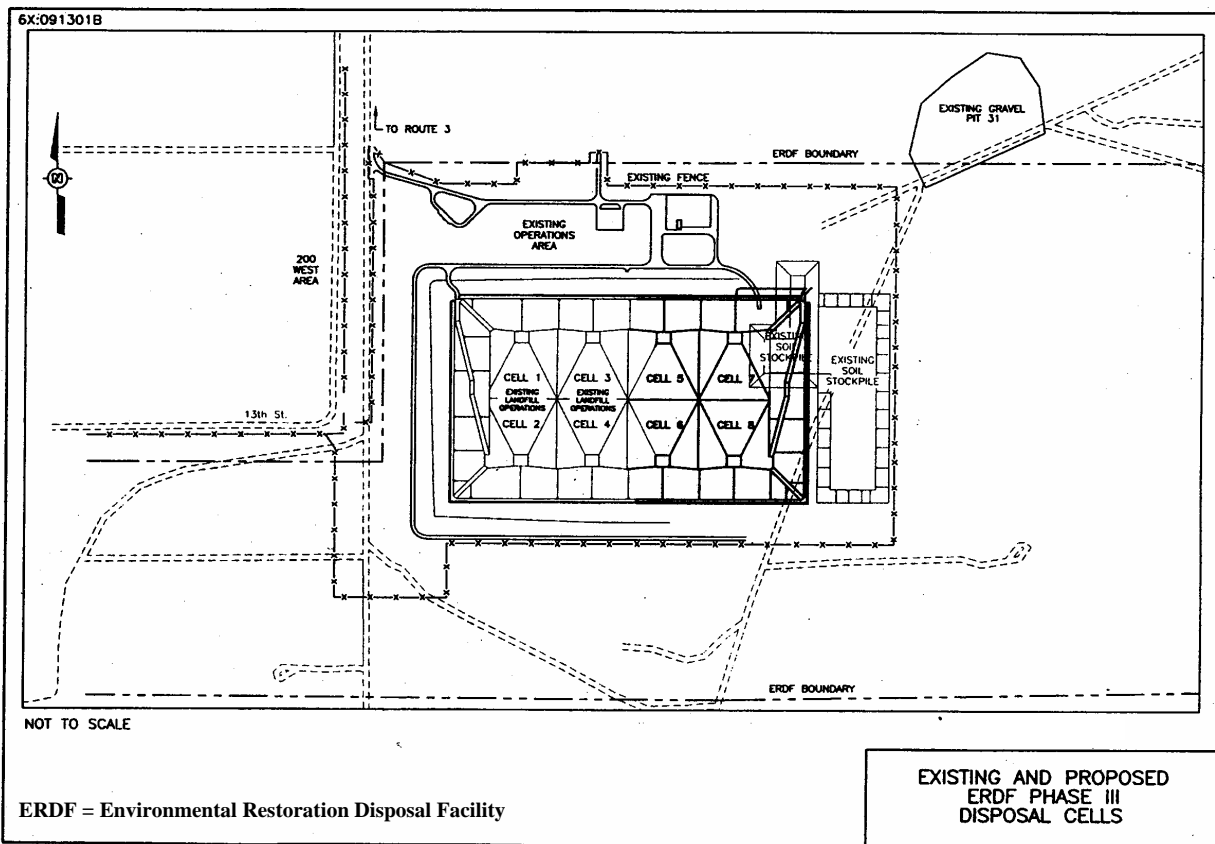 6X:091301B
TO ROUTE 3
EXISTING GRAVEL
PIT 31
ERDF BOUNDARY
EXISTING FENCE
EXISTING
OPERATIONS
AREA
200
WEST
AREA
EXISTING
SOIL
STOCKPILE
EXISTING
SOIL
STOCKPILE
CELL 1
CELL 3
CELL 5
CELL 7
EXISTING
LANDFILL
OPERATIONS
EXISTING
LANDFILL
OPERATIONS
CELL 2
CELL 4
CELL 6
CELL 8
13th St.
ERDF BOUNDARY
NOT TO SCALE
ERDF = Environmental Restoration Disposal Facility
EXISTING AND PROPOSED
ERDF PHASE III
DISPOSAL CELLS